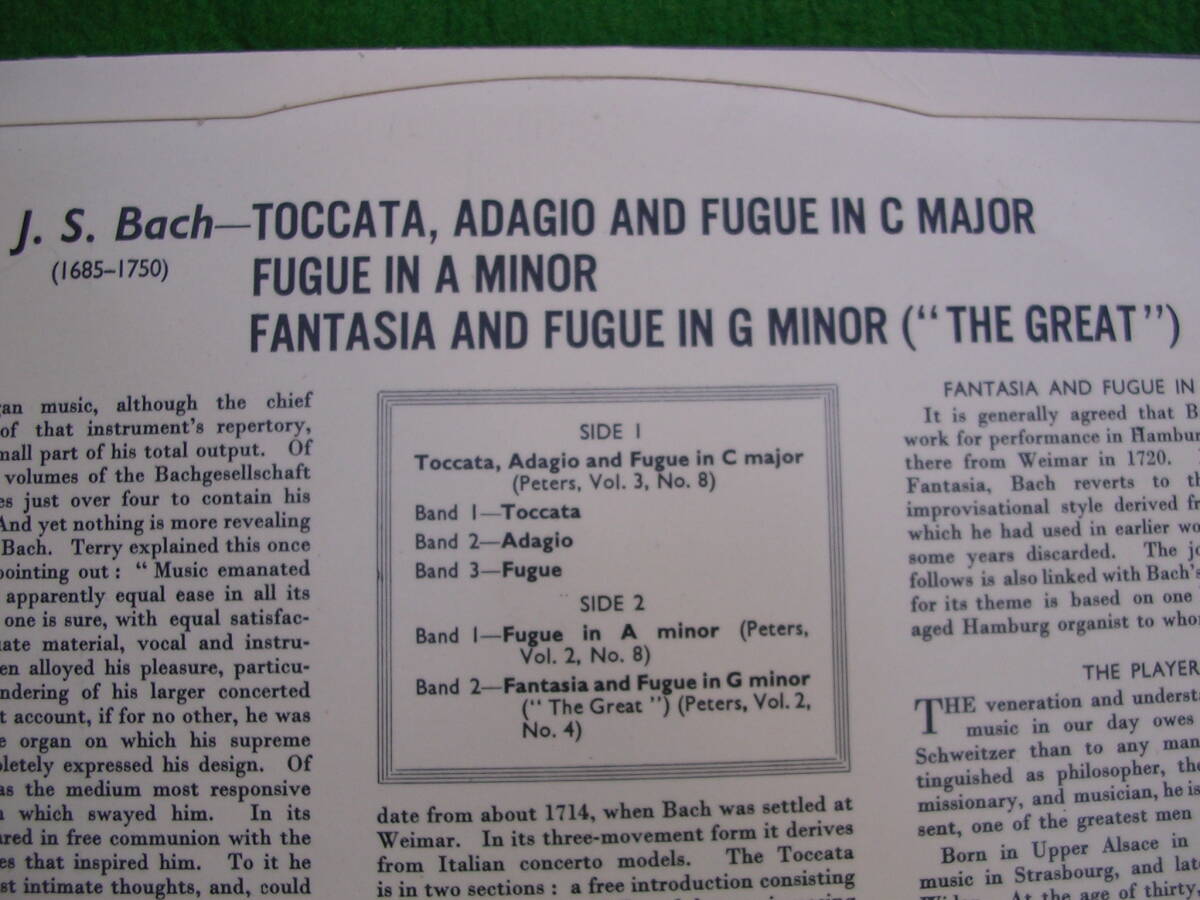 J. S. Bach—TOCCATA, ADAGIO AND FUGUE IN C MAJOR
(1685–1750)
FUGUE IN A MINOR
FANTASIA AND FUGUE IN G MINOR (“THE GREAT”)
music, although the chief
of that instrument's repertory,
part of his total output. Of
volumes of the Bachgesellschaft
just over four to contain his
And yet nothing is more revealing
Bach. Terry explained this once
pointing out : “ Music emanated
apparently equal ease in all its
one is sure, with equal satisfac-
material, vocal and instru-
alloyed his pleasure, particu-
of his larger concerted
account, if for no other, he was
organ on which his supreme
expressed his design. Of
as the medium most responsive
which swayed him. In its
in free communion with the
that inspired him. To it he
intimate thoughts, and, could
SIDE 1
Toccata, Adagio and Fugue in C major
(Peters, Vol. 3, No. 8)
Band 1—Toccata
Band 2—Adagio
Band 3—Fugue
SIDE 2
Band 1—Fugue in A minor (Peters,
Vol. 2, No. 8)
Band 2—Fantasia and Fugue in G minor
(“ The Great ”) (Peters, Vol. 2,
No. 4)
date from about 1714, when Bach was settled at
Weimar. In its three-movement form it derives
from Italian concerto models. The Toccata
is in two sections : a free introduction consisting
FANTASIA AND FUGUE IN
It is generally agreed that B
work for performance in Hambur
there from Weimar in 1720.
Fantasia, Bach reverts to th
improvisational style derived fr
which he had used in earlier wo
some years discarded. The jo
follows is also linked with Bach's
for its theme is based on one
aged Hamburg organist to who
THE PLAYER
THE veneration and understa
music in our day owes
Schweitzer than to any man
tinguished as philosopher, the
missionary, and musician, he is
sent, one of the greatest men
Born in Upper Alsace in
music in Strasbourg, and late
At the age of thirty,